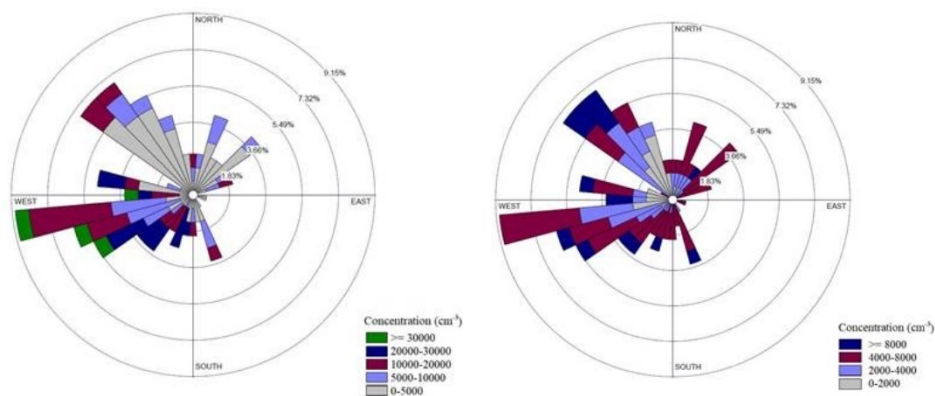 NORTH
9.15%
7.32%
5.49%
3.66%
1.83%
WEST
EAST
SOUTH
Concentration (cm⁻³)
>= 30000
20000-30000
10000-20000
5000-10000
0-5000
NORTH
9.15%
7.32%
5.49%
3.66%
1.83%
WEST
EAST
SOUTH
Concentration (cm⁻³)
>= 8000
4000-8000
2000-4000
0-2000